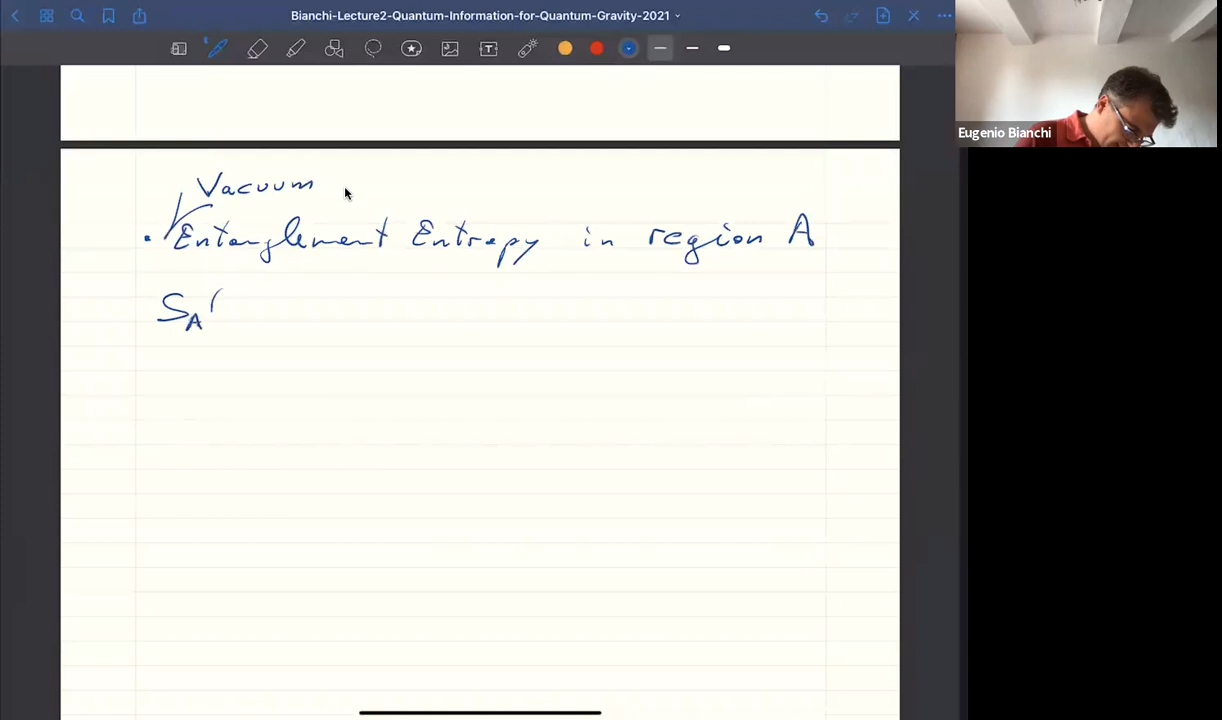 Bianchi-Lecture2-Quantum-Information-for-Quantum-Gravity-2021
Eugenio Bianchi
Vacuum
• Entanglement Entropy in region A
S_A(